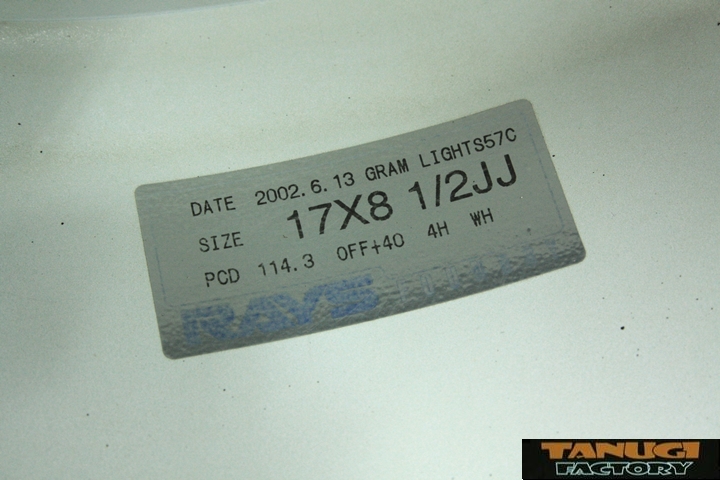 DATE 2002.6.13 GRAM LIGHTS57C
SIZE 17X8 1/2JJ
PCD 114.3 OFF+40 4H WH
RAYS
TANUGI
FACTORY